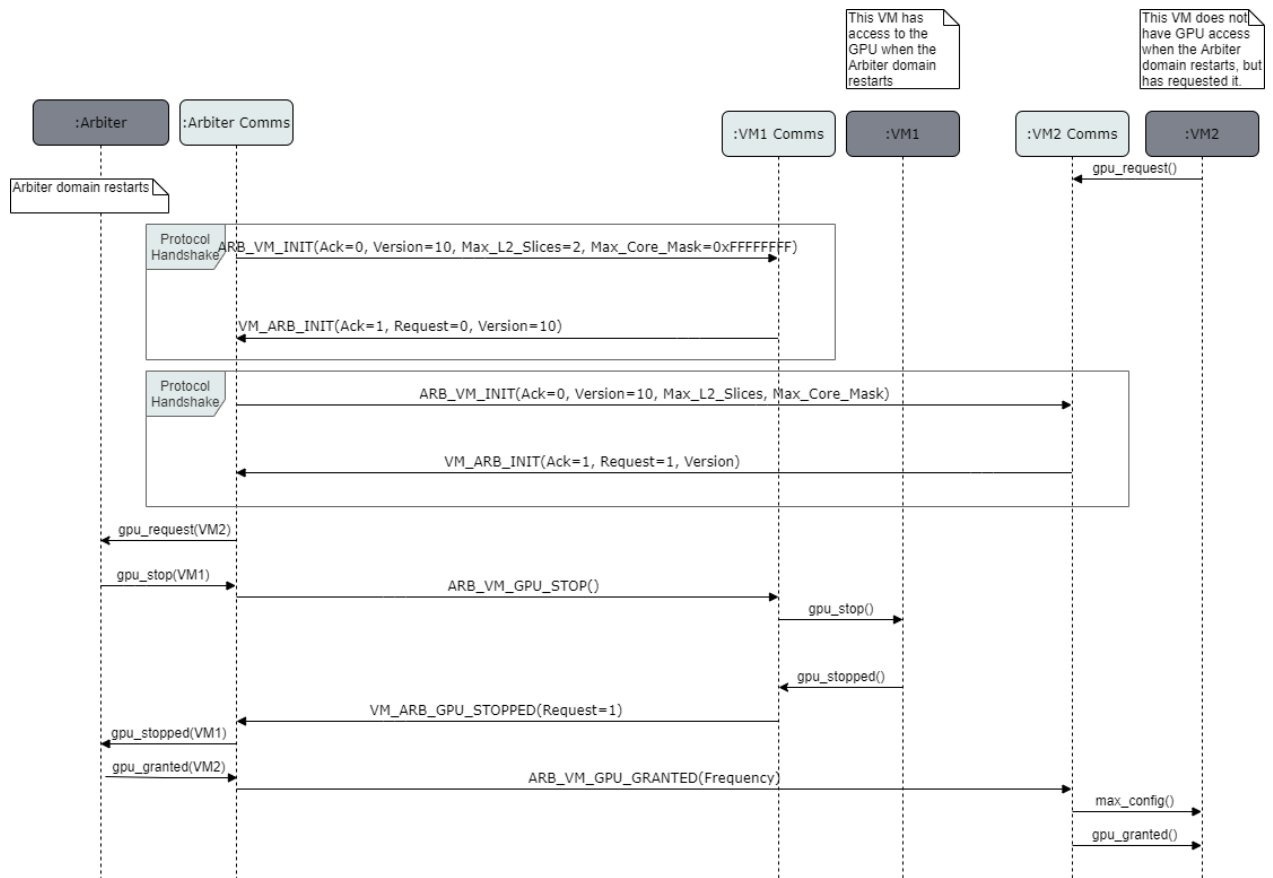 This VM has
access to the
GPU when the
Arbiter domain
restarts
This VM does not
have GPU access
when the Arbiter
domain restarts, but
has requested it.
:Arbiter
:Arbiter Comms
:VM1 Comms
:VM1
:VM2 Comms
:VM2
gpu_request()
Arbiter domain restarts
Protocol
Handshake
ARB_VM_INIT(Ack=0, Version=10, Max_L2_Slices=2, Max_Core_Mask=0xFFFFFFFF)
VM_ARB_INIT(Ack=1, Request=0, Version=10)
Protocol
Handshake
ARB_VM_INIT(Ack=0, Version=10, Max_L2_Slices, Max_Core_Mask)
VM_ARB_INIT(Ack=1, Request=1, Version)
gpu_request(VM2)
gpu_stop(VM1)
ARB_VM_GPU_STOP()
gpu_stop()
gpu_stopped()
VM_ARB_GPU_STOPPED(Request=1)
gpu_stopped(VM1)
gpu_granted(VM2)
ARB_VM_GPU_GRANTED(Frequency)
max_config()
gpu_granted()